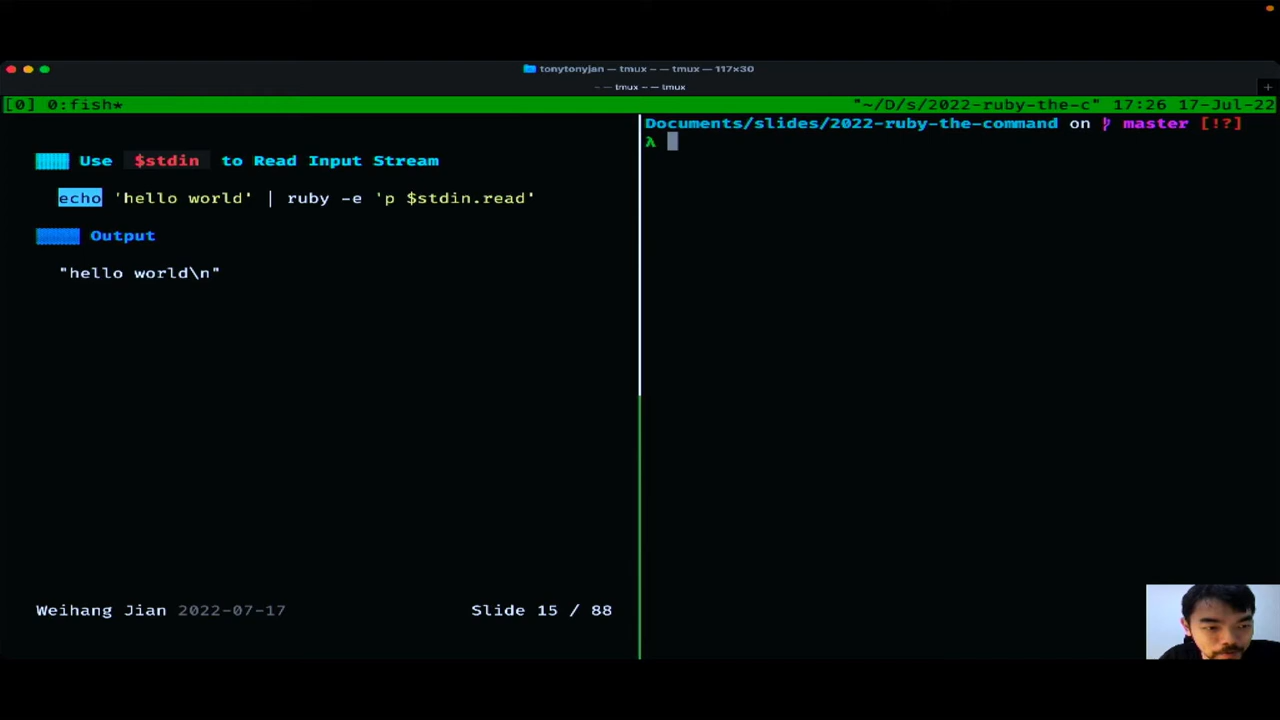 tonytonyjan — tmux - — tmux — 117×30
- — tmux - — tmux
+
[0] 0:fish* "~/D/s/2022-ruby-the-c" 17:26 17-Jul-22
Use $stdin to Read Input Stream
echo 'hello world' | ruby -e 'p $stdin.read'
Output
"hello world\n"
Weihang Jian 2022-07-17 Slide 15 / 88
Documents/slides/2022-ruby-the-command on master [!?]
λ